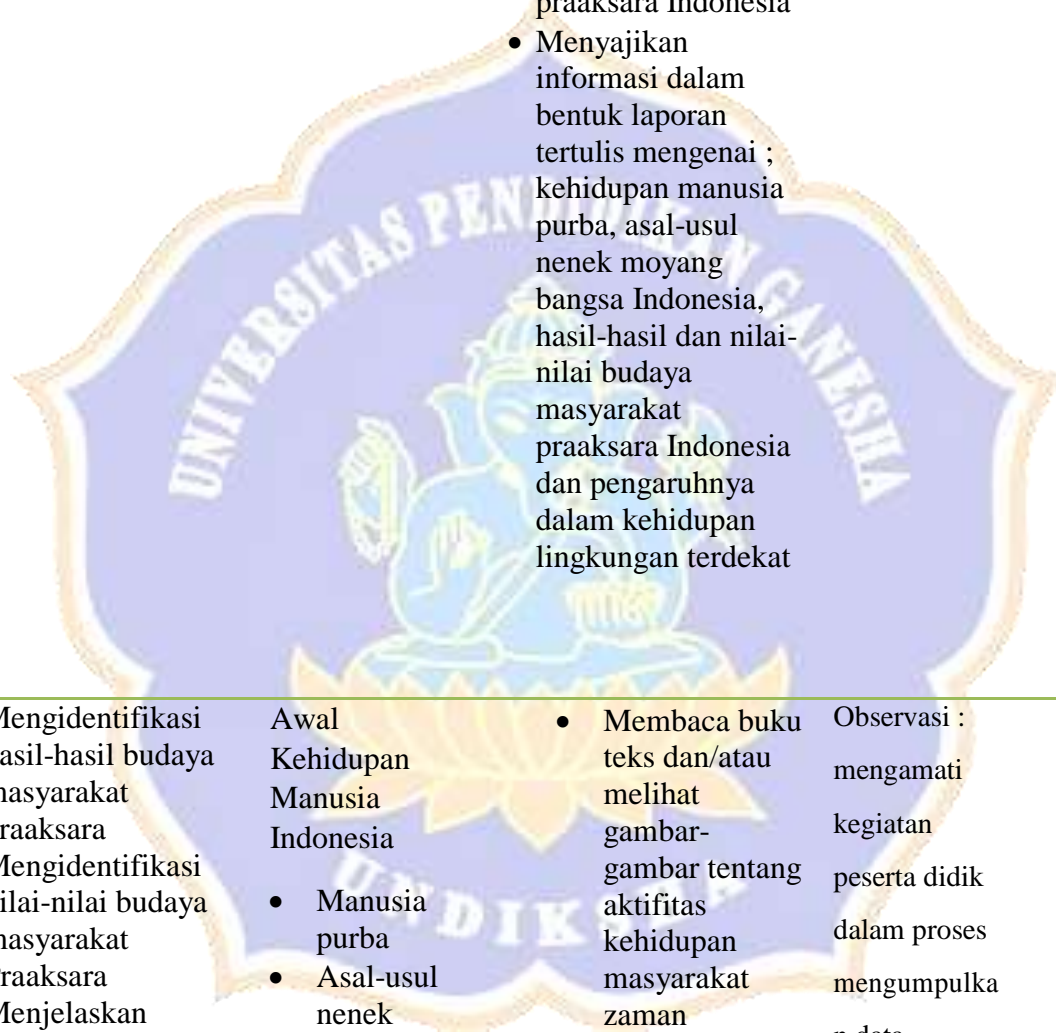 praaksara Indonesia
• Menyajikan
informasi dalam
bentuk laporan
tertulis mengenai ;
kehidupan manusia
purba, asal-usul
nenek moyang
bangsa Indonesia,
hasil-hasil dan nilai-
nilai budaya
masyarakat
praaksara Indonesia
dan pengaruhnya
dalam kehidupan
lingkungan terdekat
UNIVERSITAS PENDIDIKAN GANESHA
Mengidentifikasi
asil-hasil budaya
masyarakat
raaksara
Mengidentifikasi
ilai-nilai budaya
masyarakat
raaksara
Menjelaskan
Awal
Kehidupan
Manusia
Indonesia
• Manusia
purba
• Asal-usul
nenek
• Membaca buku
teks dan/atau
melihat
gambar-
gambar tentang
aktifitas
kehidupan
masyarakat
zaman
Observasi :
mengamati
kegiatan
peserta didik
dalam proses
mengumpulka
n data
UNDIKSHA